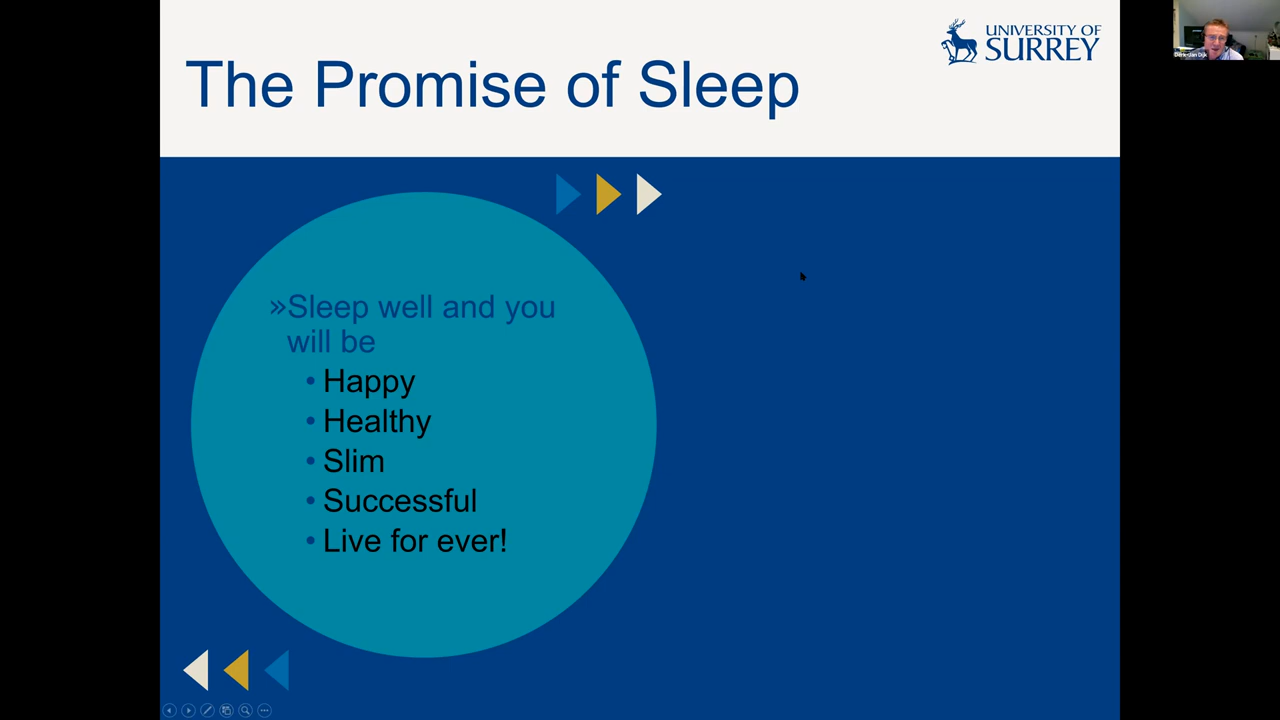 The Promise of Sleep
UNIVERSITY OF
SURREY
»Sleep well and you
will be
• Happy
• Healthy
• Slim
• Successful
• Live for ever!